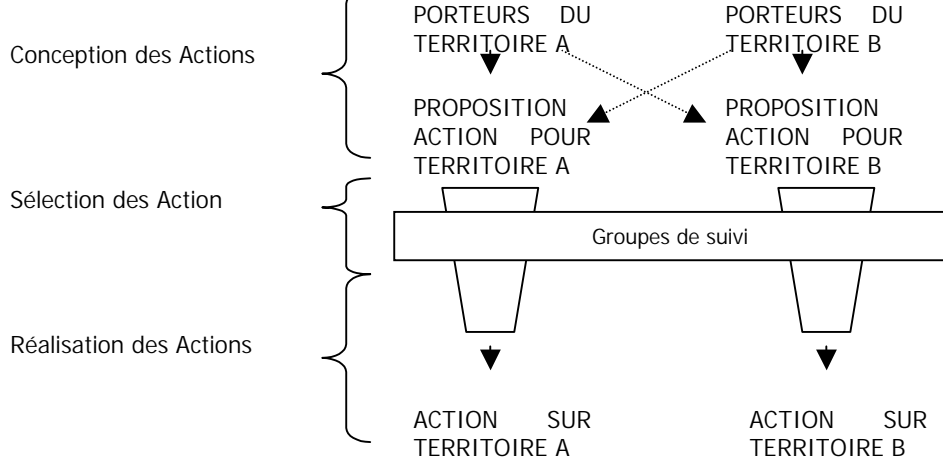 PORTEURS DU
TERRITOIRE A
PORTEURS DU
TERRITOIRE B
Conception des Actions
PROPOSITION
ACTION POUR
TERRITOIRE A
PROPOSITION
ACTION POUR
TERRITOIRE B
Sélection des Action
Groupes de suivi
Réalisation des Actions
ACTION SUR
TERRITOIRE A
ACTION SUR
TERRITOIRE B